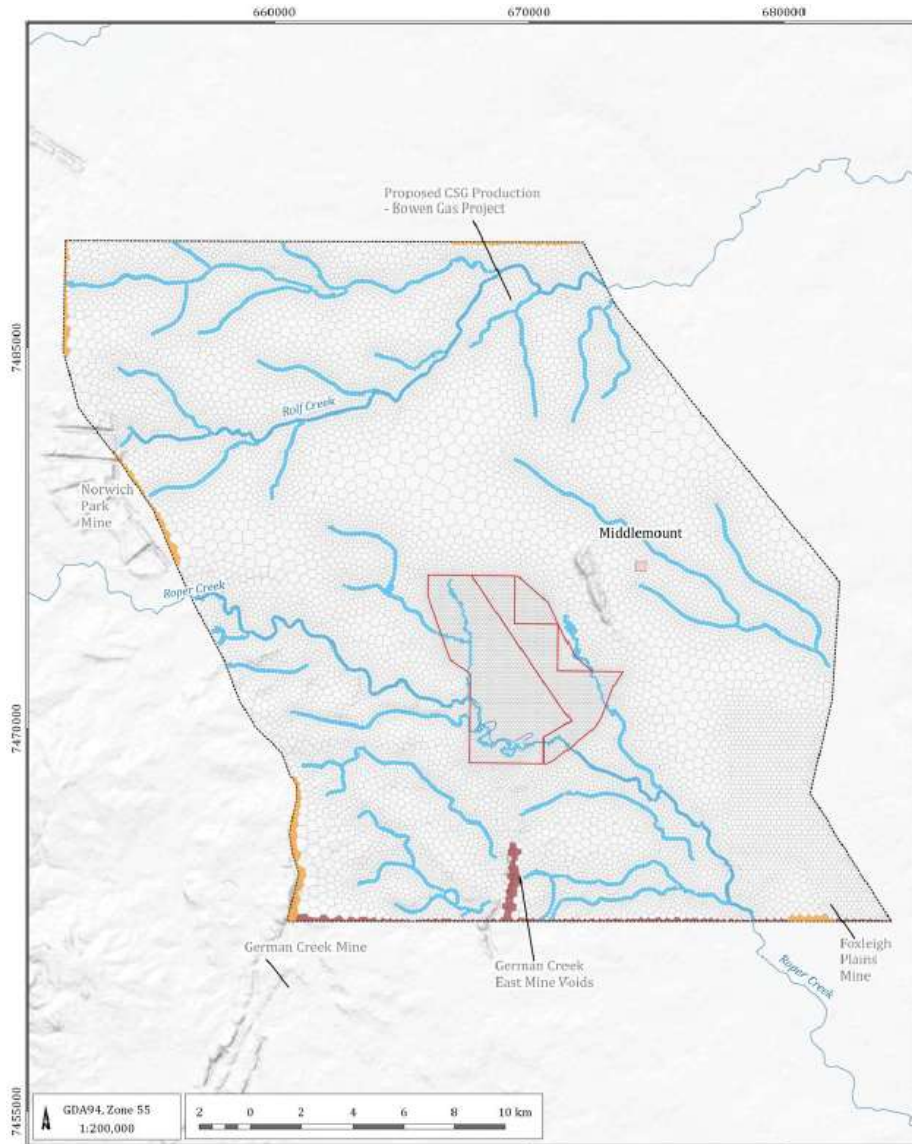 660000
670000
680000
Proposed CSG Production
- Bowen Gas Project
7485000
Rolf Creek
Norwich
Park
Mine
Middlemount
Roper Creek
7470000
German Creek Mine
German Creek
East Mine Voids
Foxleigh
Plains
Mine
Roper Creek
7455000
GDA94, Zone 55
1:200,000
2 0 2 4 6 8 10 km